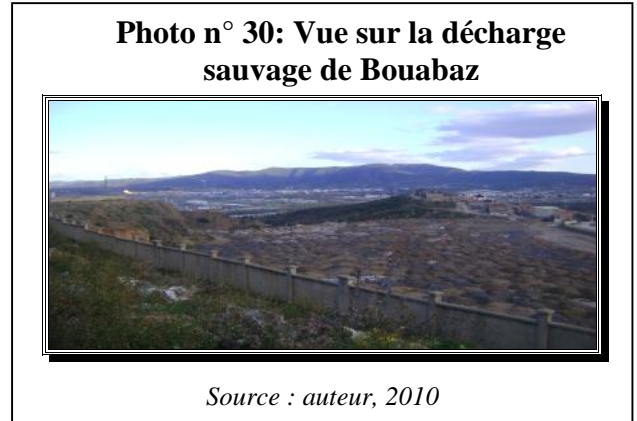 Photo n° 30: Vue sur la décharge
sauvage de Bouabaz
Source : auteur, 2010